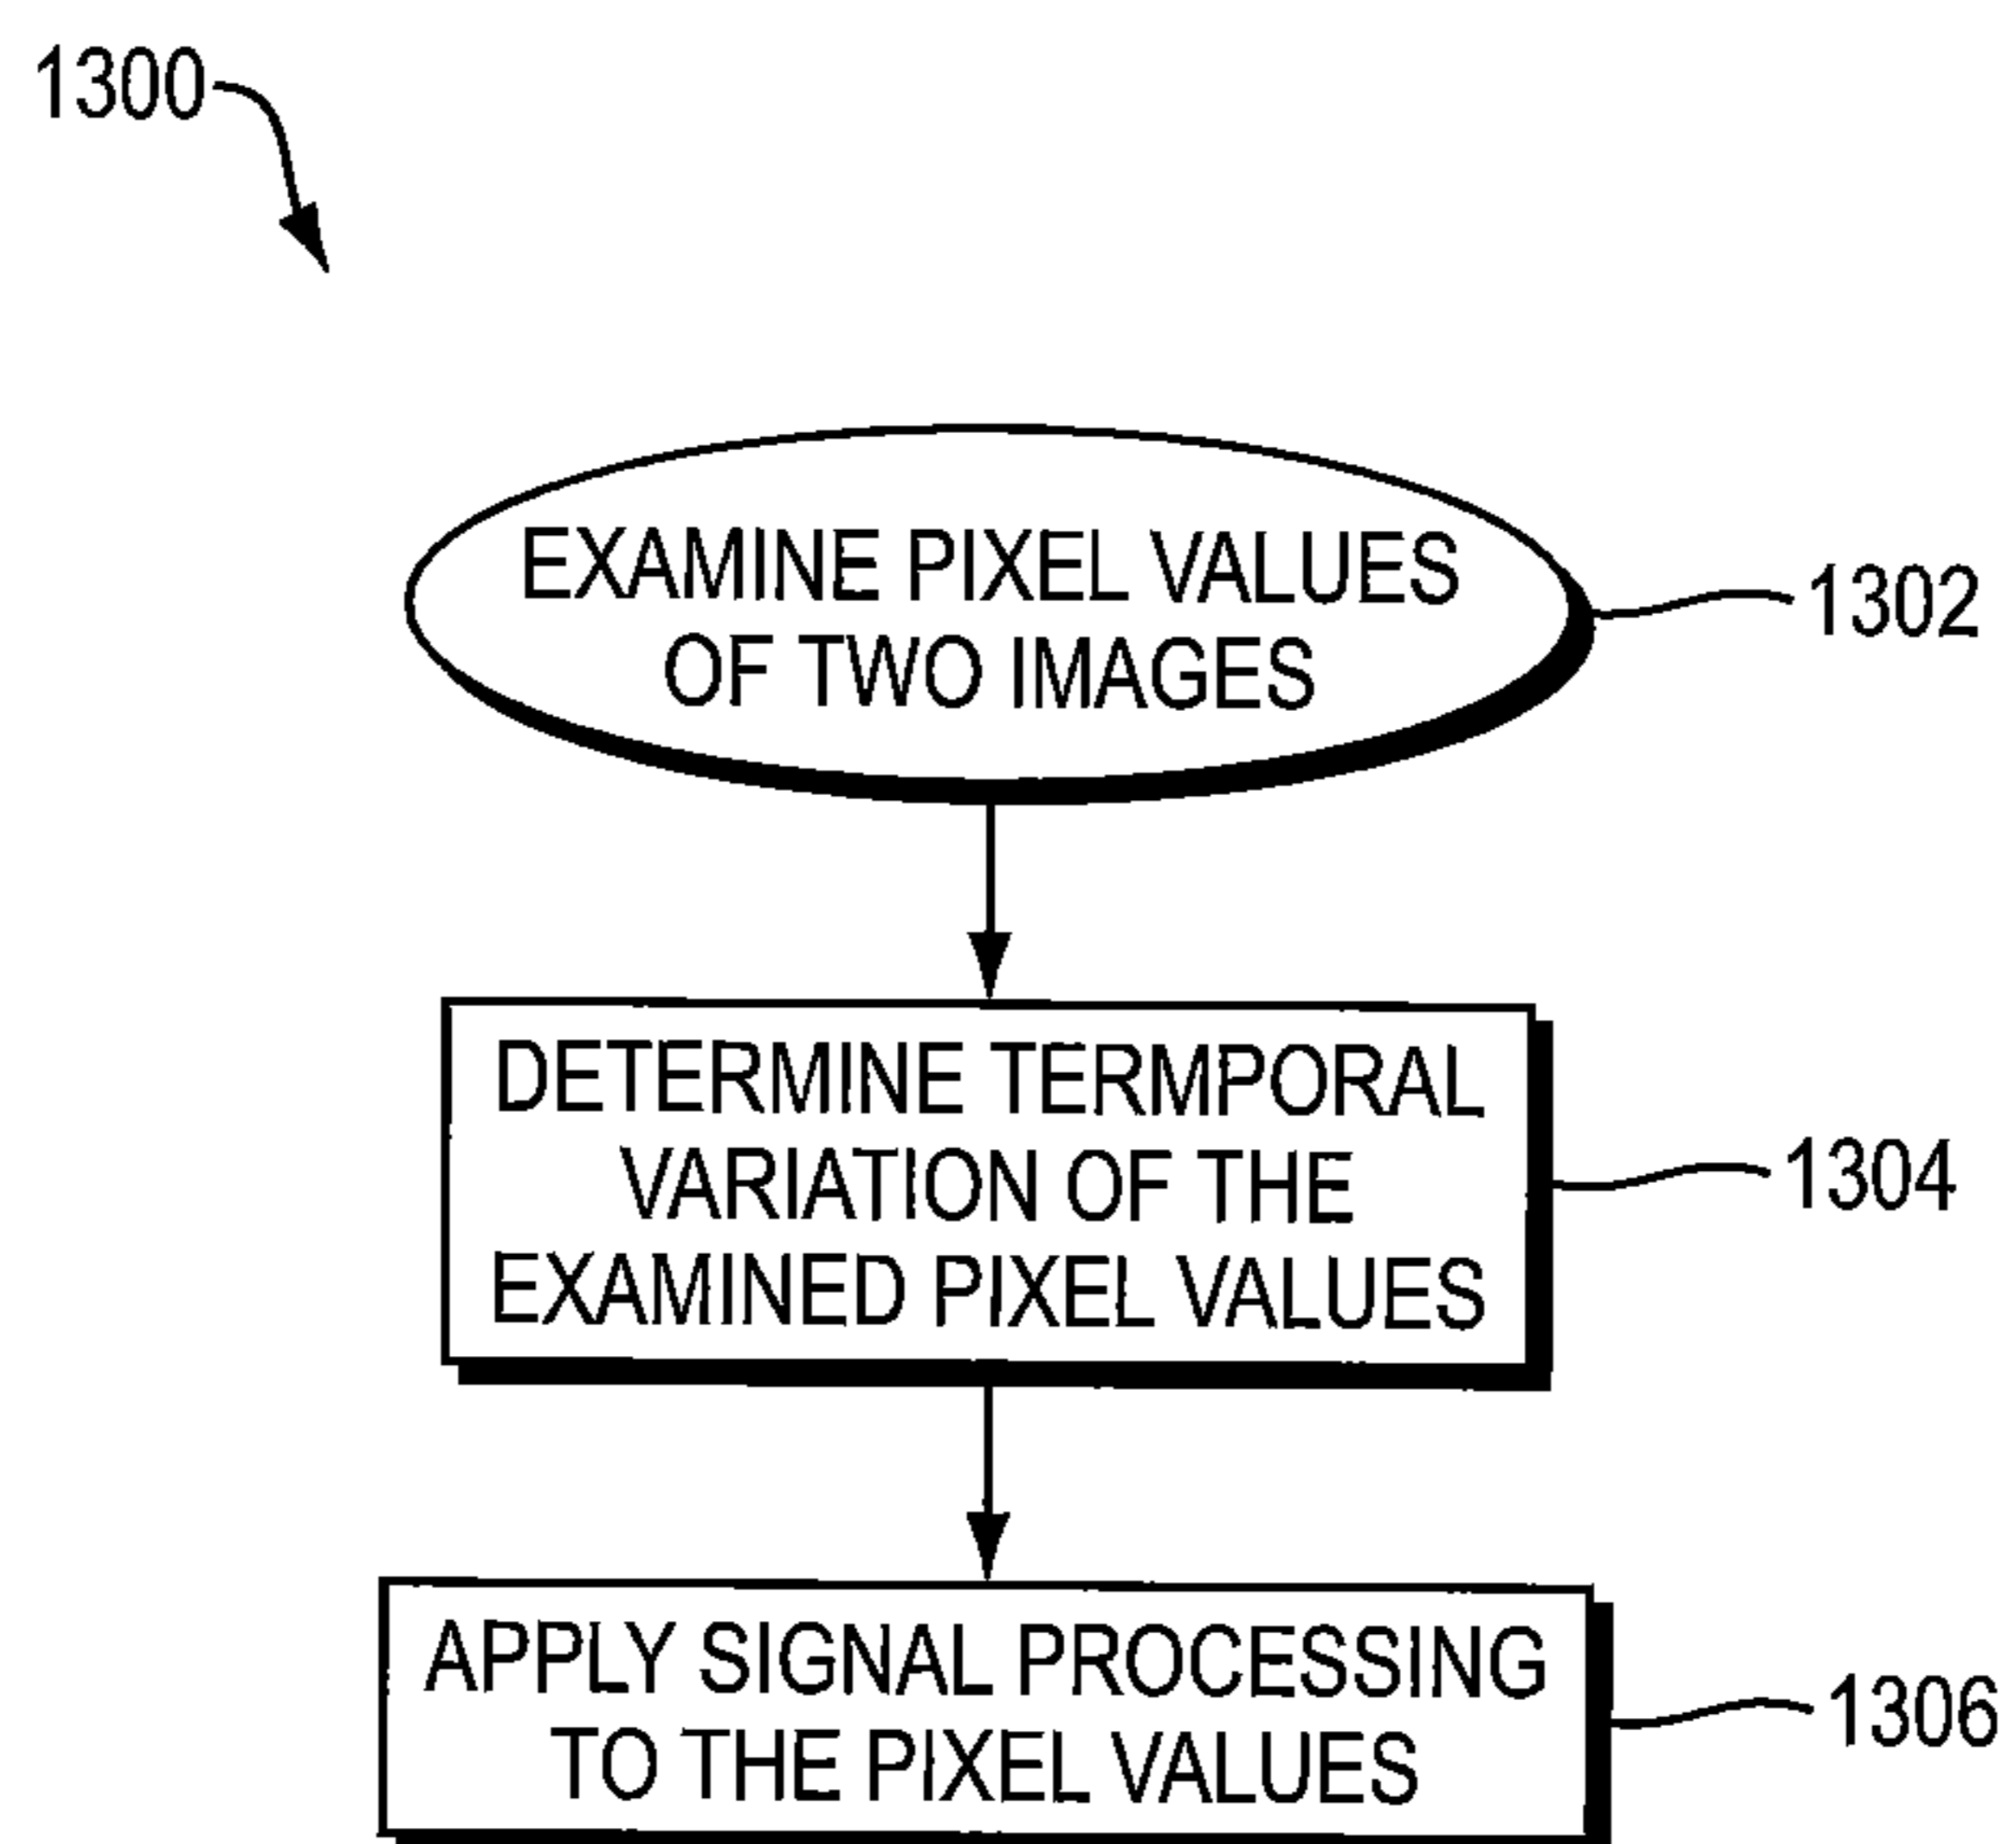 1300
EXAMINE PIXEL VALUES
OF TWO IMAGES
1302
DETERMINE TERMPORAL
VARIATION OF THE
EXAMINED PIXEL VALUES
1304
APPLY SIGNAL PROCESSING
TO THE PIXEL VALUES
1306